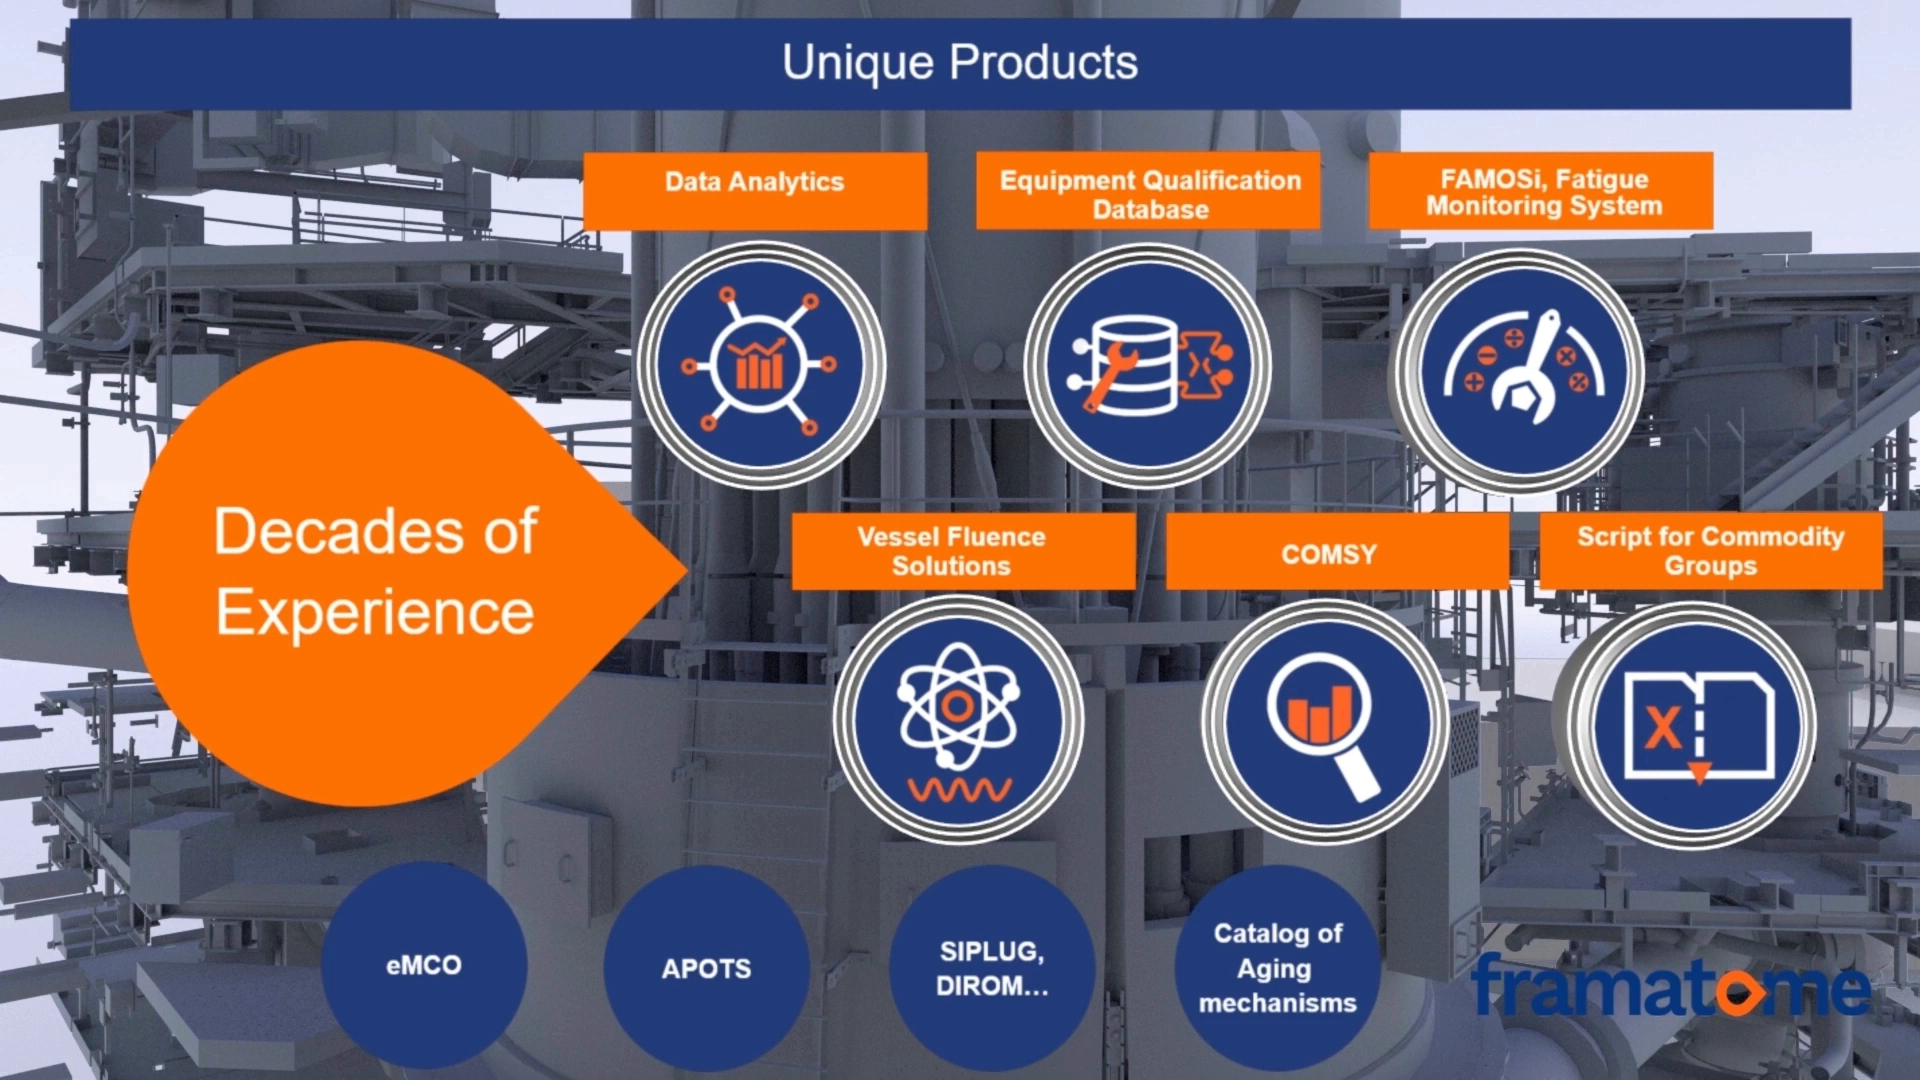 Unique Products
Data Analytics
Equipment Qualification
Database
FAMOSi, Fatigue
Monitoring System
Decades of
Experience
Vessel Fluence
Solutions
COMSY
Script for Commodity
Groups
eMCO
APOTS
SIPLUG,
DIROM...
Catalog of
Aging
mechanisms
framatome